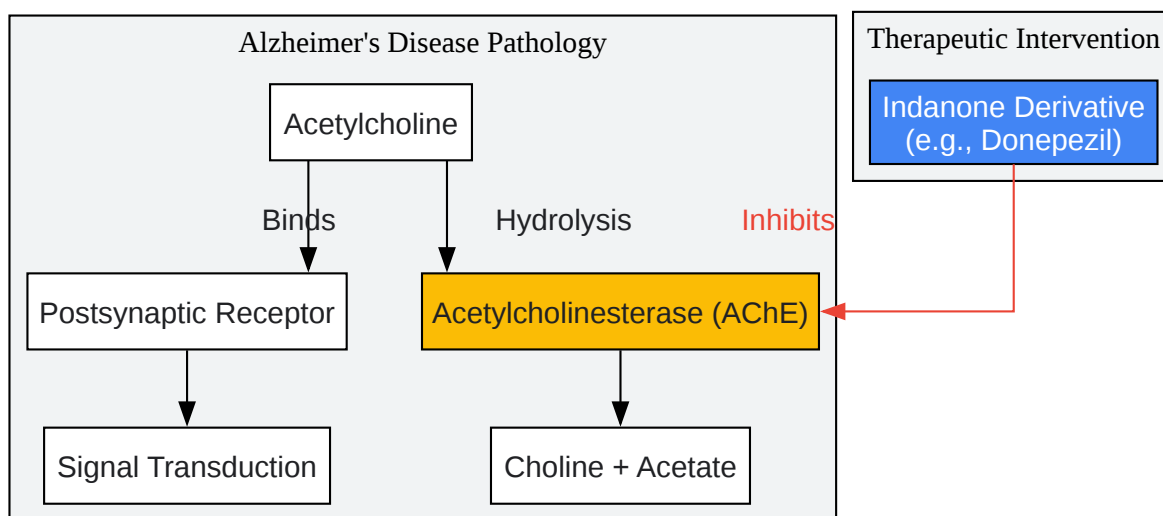 Alzheimer's Disease Pathology
Therapeutic Intervention
Acetylcholine
Indanone Derivative
(e.g., Donepezil)
Binds
Hydrolysis
Inhibits
Postsynaptic Receptor
Acetylcholinesterase (AChE)
Signal Transduction
Choline + Acetate